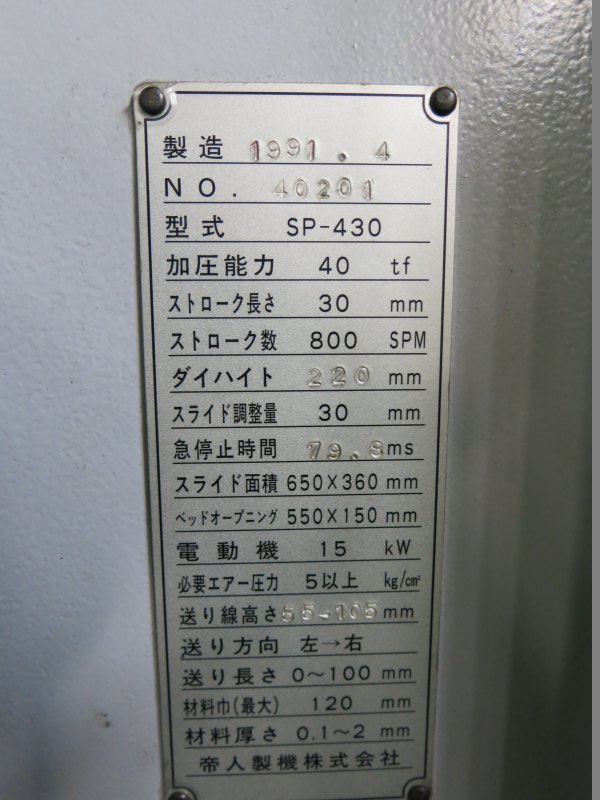 製造 1991.4
NO. 40201
型式 SP-430
加圧能力 40 tf
ストローク長さ 30 mm
ストローク数 800 SPM
ダイハイト 220 mm
スライド調整量 30 mm
急停止時間 79.8 ms
スライド面積 650×360 mm
ベッドオープニング 550×150 mm
電動機 15 kW
必要エアー圧力 5以上 kg/cm²
送り線高さ 55-105 mm
送り方向 左→右
送り長さ 0〜100 mm
材料巾(最大) 120 mm
材料厚さ 0.1〜2 mm
帝人製機株式会社